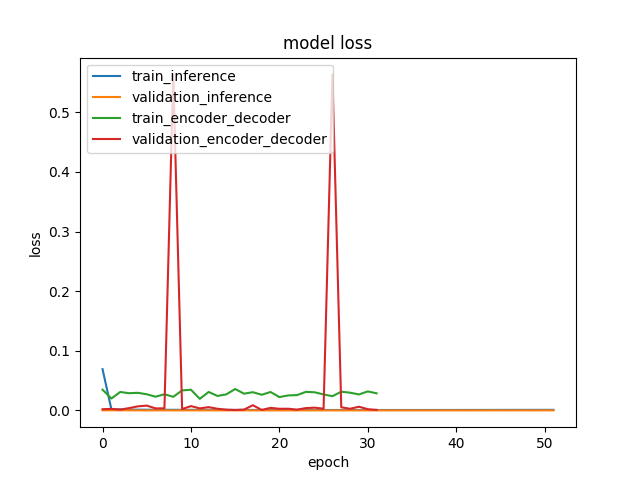 model loss
train_inference
validation_inference
train_encoder_decoder
validation_encoder_decoder
0.5
0.4
0.3
0.2
0.1
0.0
loss
0 10 20 30 40 50
epoch